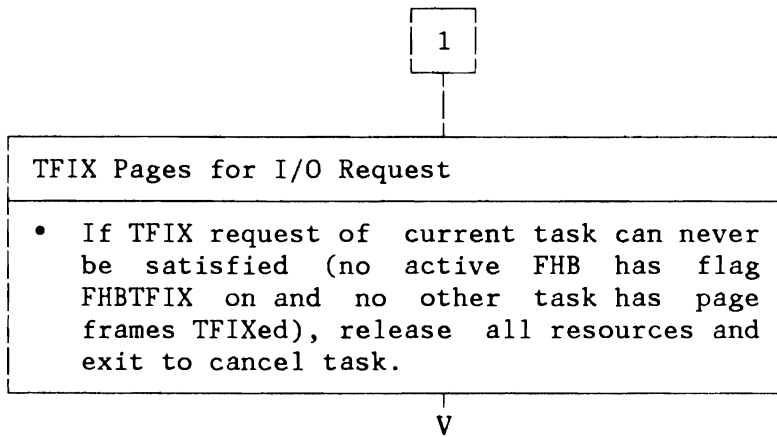 1
TFIX Pages for I/O Request
• If TFIX request of current task can never
be satisfied (no active FHB has flag
FHBTFIX on and no other task has page
frames TFIXed), release all resources and
exit to cancel task.
V